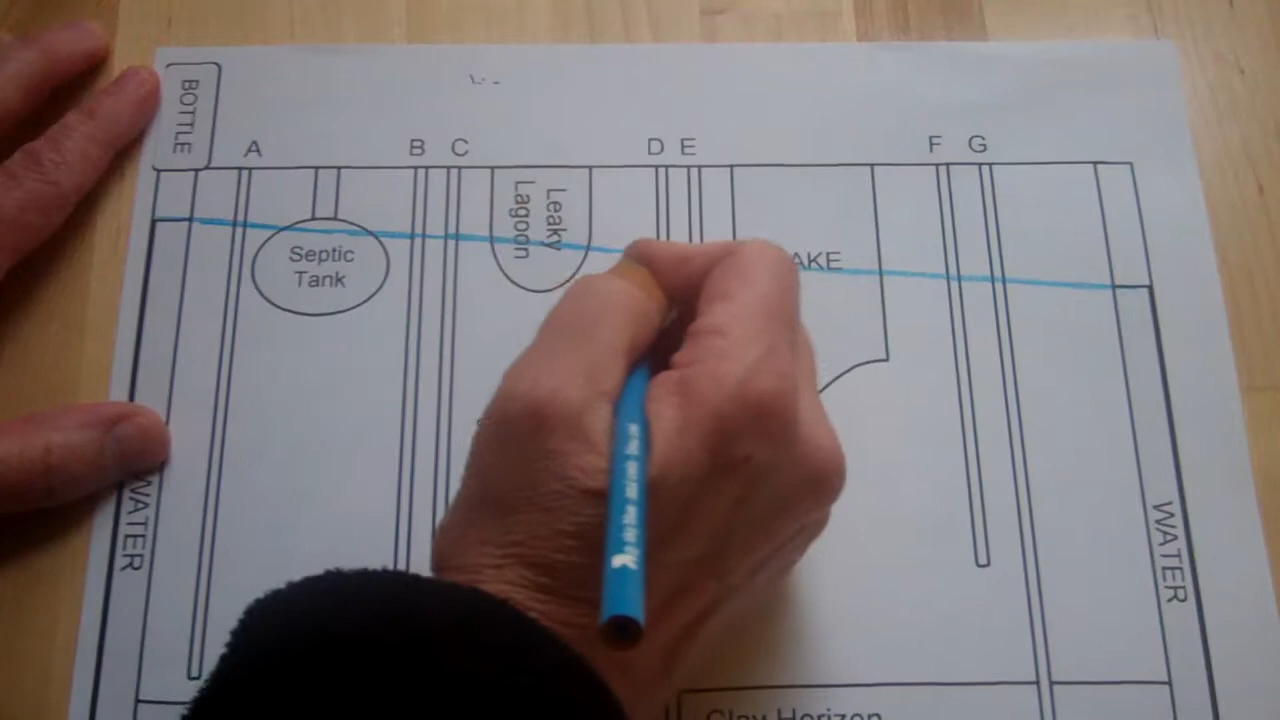 BOTTLE
A B C D E F G
Leaky
Lagoon
Septic
Tank
AKE
WATER
WATER
Clay Horizon